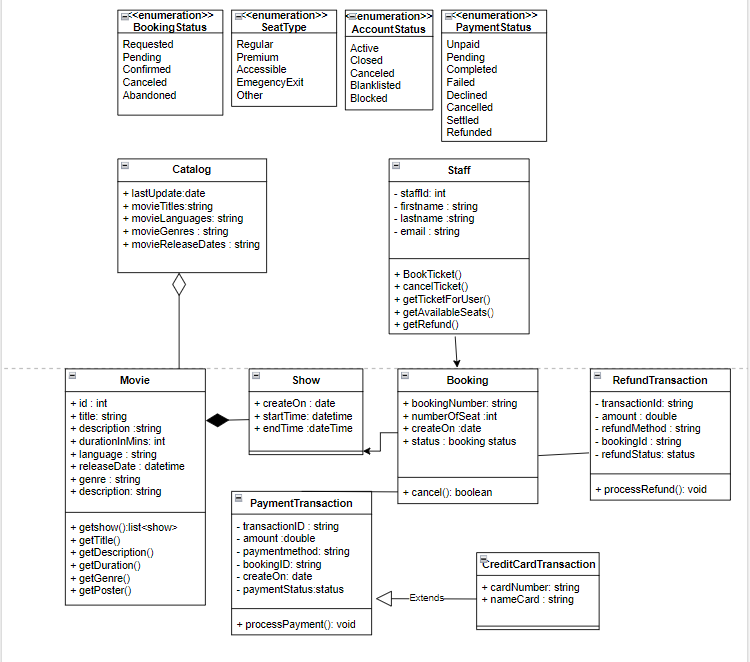 <<enumeration>>
BookingStatus
Requested
Pending
Confirmed
Canceled
Abandoned
<<enumeration>>
SeatType
Regular
Premium
Accessible
EmegencyExit
Other
<<enumeration>>
AccountStatus
Active
Closed
Canceled
Blanklisted
Blocked
<<enumeration>>
PaymentStatus
Unpaid
Pending
Completed
Failed
Declined
Cancelled
Settled
Refunded
Catalog
+ lastUpdate:date
+ movieTitles:string
+ movieLanguages: string
+ movieGenres : string
+ movieReleaseDates : string
Staff
- staffId: int
- firstname : string
- lastname :string
- email : string
+ BookTicket()
+ cancelTicket()
+ getTicketForUser()
+ getAvailableSeats()
+ getRefund()
Movie
+ id : int
+ title: string
+ description :string
+ durationInMins: int
+ language : string
+ releaseDate : datetime
+ genre : string
+ description: string
+ getshow():list<show>
+ getTitle()
+ getDescription()
+ getDuration()
+ getGenre()
+ getPoster()
Show
+ createOn : date
+ startTime: datetime
+ endTime :dateTime
Booking
+ bookingNumber: string
+ numberOfSeat :int
+ createOn :date
+ status : booking status
+ cancel(): boolean
RefundTransaction
- transactionId: string
- amount : double
- refundMethod : string
- bookingId : string
- refundStatus: status
+ processRefund(): void
PaymentTransaction
- transactionID : string
- amount :double
- paymentmethod: string
- bookingID: string
- createOn: date
- paymentStatus:status
+ processPayment(): void
Extends
CreditCardTransaction
+ cardNumber: string
+ nameCard : string